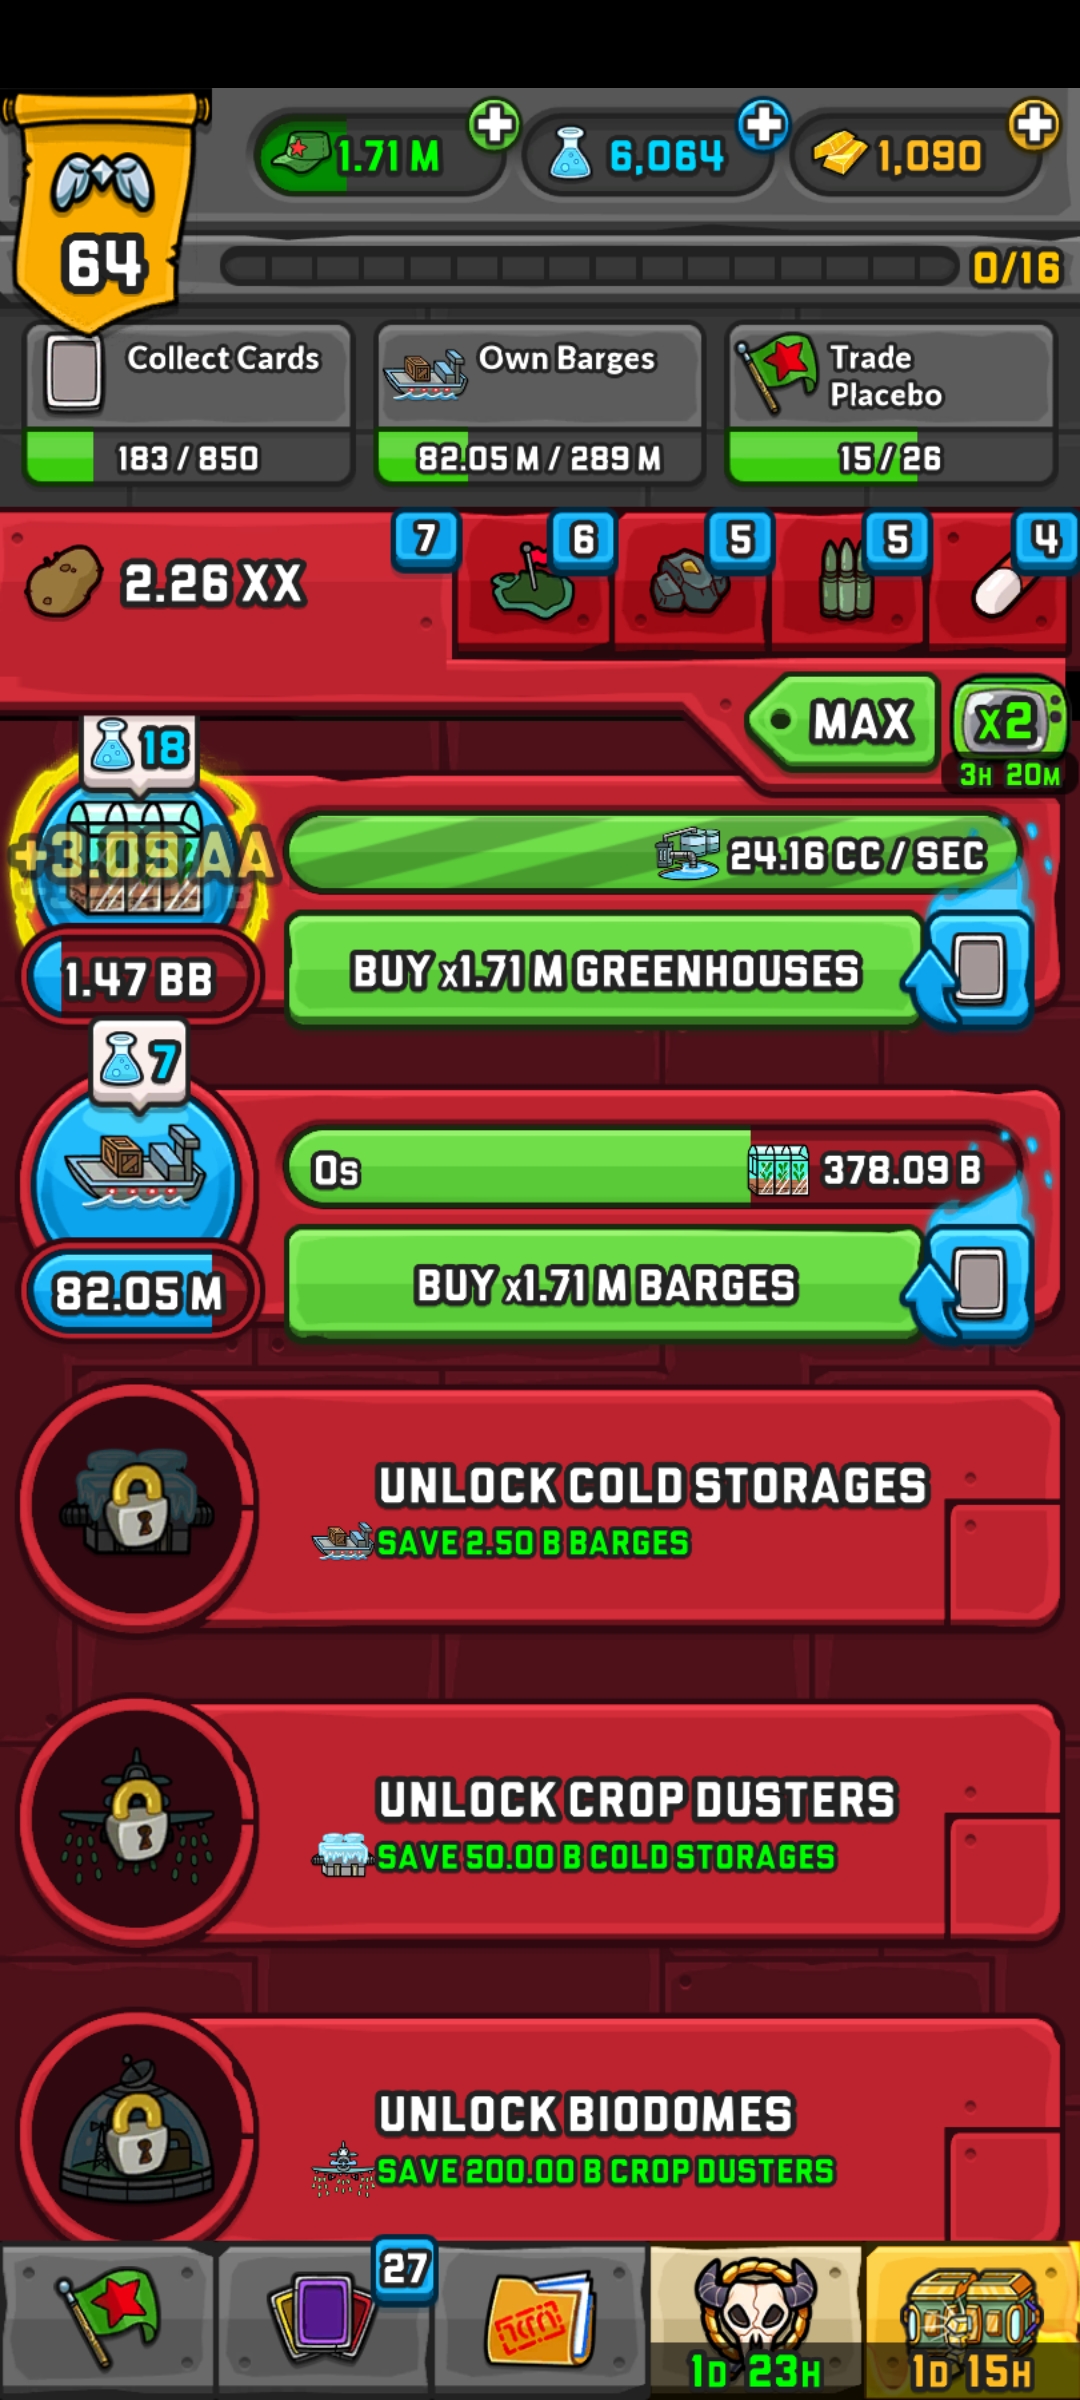 1.71 M
6,064
1,090
64
0/16
Collect Cards
183 / 850
Own Barges
82.05 M / 289 M
Trade
Placebo
15 / 26
2.26 XX
7
6
5
5
4
MAX
X2
3H 20M
18
+3.09 AA
24.16 CC / SEC
1.47 BB
BUY x1.71 M GREENHOUSES
7
0s
378.09 B
82.05 M
BUY x1.71 M BARGES
UNLOCK COLD STORAGES
SAVE 2.50 B BARGES
UNLOCK CROP DUSTERS
SAVE 50.00 B COLD STORAGES
UNLOCK BIODOMES
SAVE 200.00 B CROP DUSTERS
27
1D 23H
1D 15H